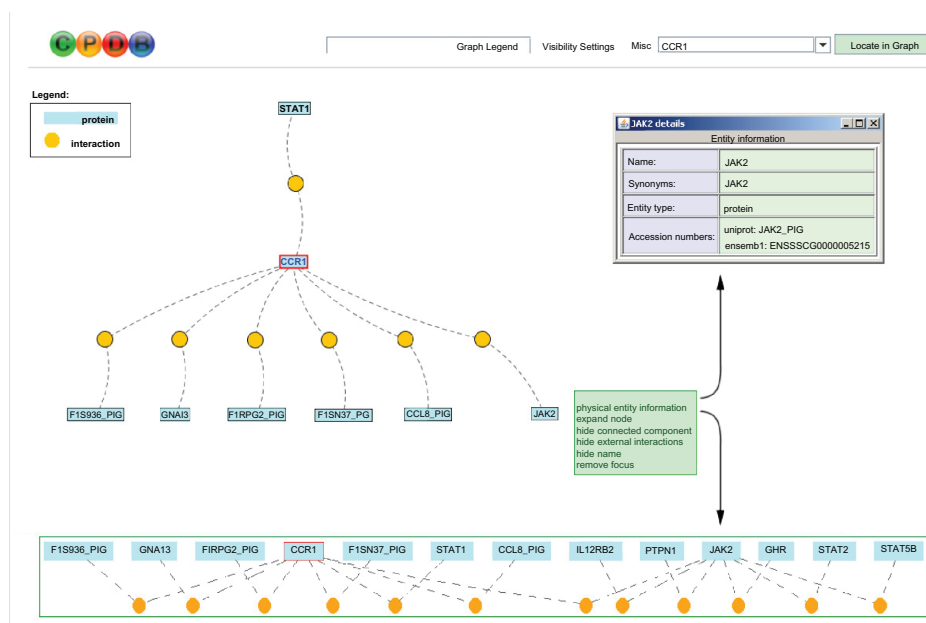 CPDB
Graph Legend Visibility Settings Misc CCR1 Locate in Graph
Legend:
protein
interaction
STAT1
CCR1
F1S936_PIG GNAI3 F1RPG2_PIG F1SN37_PG CCL8_PIG JAK2
JAK2 details
Entity information
Name: JAK2
Synonyms: JAK2
Entity type: protein
Accession numbers: uniprot: JAK2_PIG
ensemb1: ENSSSCG0000005215
physical entity information
expand node
hide connected component
hide external interactions
hide name
remove focus
F1S936_PIG GNA13 FIRPG2_PIG CCR1 F1SN37_PIG STAT1 CCL8_PIG IL12RB2 PTPN1 JAK2 GHR STAT2 STAT5B